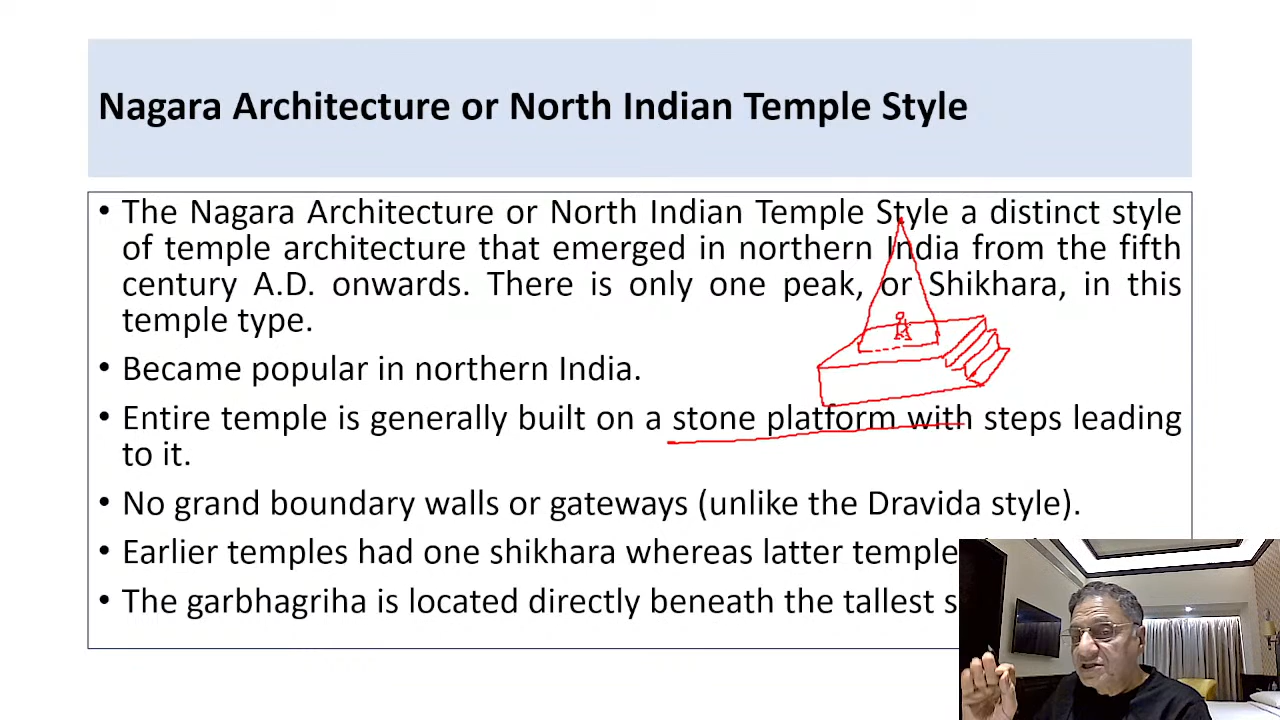 Nagara Architecture or North Indian Temple Style
• The Nagara Architecture or North Indian Temple Style a distinct style
of temple architecture that emerged in northern India from the fifth
century A.D. onwards. There is only one peak, or Shikhara, in this
temple type.
• Became popular in northern India.
• Entire temple is generally built on a stone platform with steps leading
to it.
• No grand boundary walls or gateways (unlike the Dravida style).
• Earlier temples had one shikhara whereas latter temple
• The garbhagriha is located directly beneath the tallest s